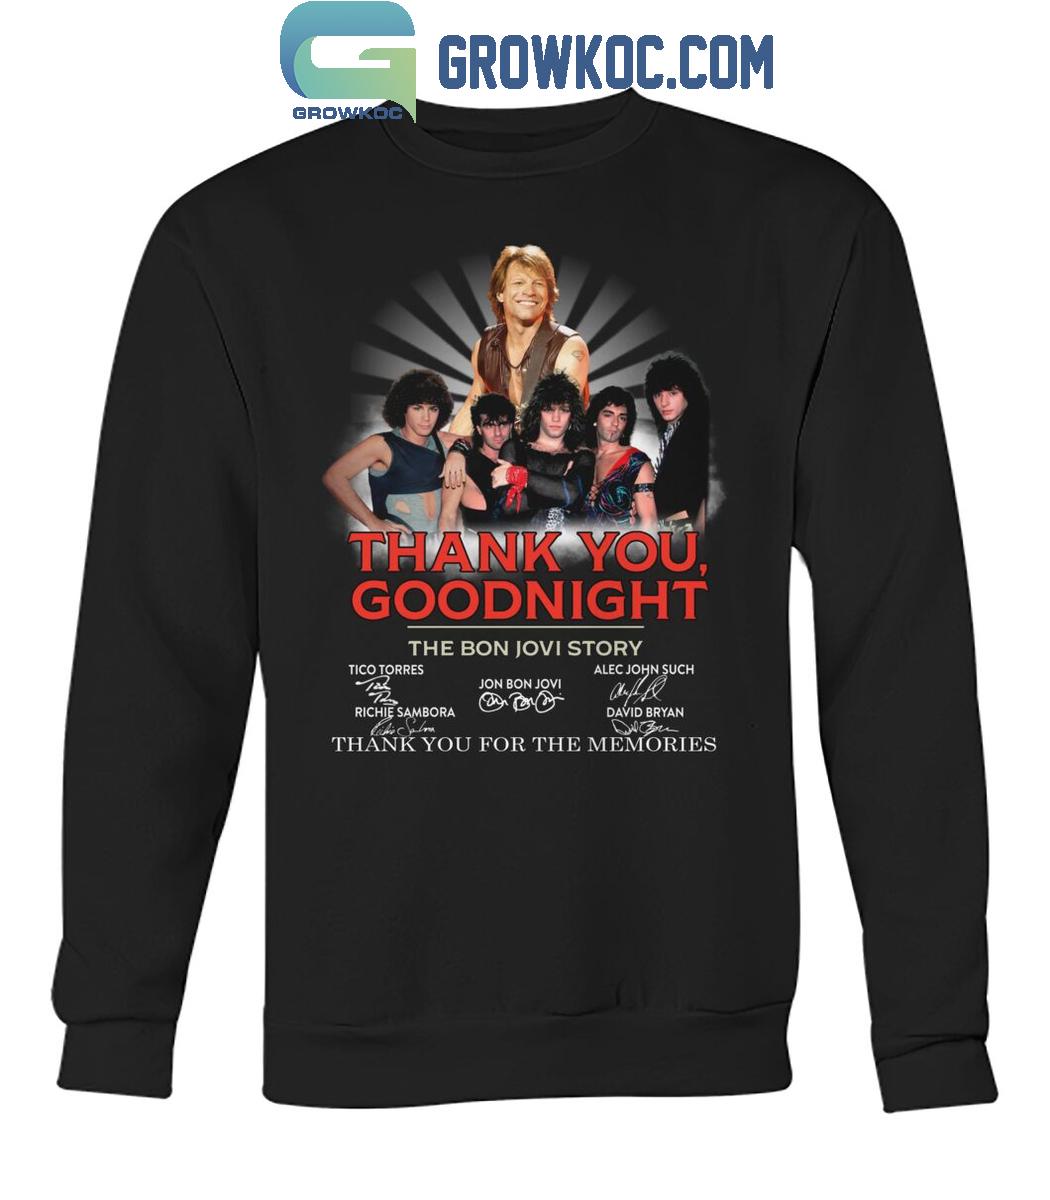 GROWKOC
GROWKOC.COM
THANK YOU,
GOODNIGHT
THE BON JOVI STORY
TICO TORRES
JON BON JOVI
ALEC JOHN SUCH
RICHIE SAMBORA
DAVID BRYAN
THANK YOU FOR THE MEMORIES